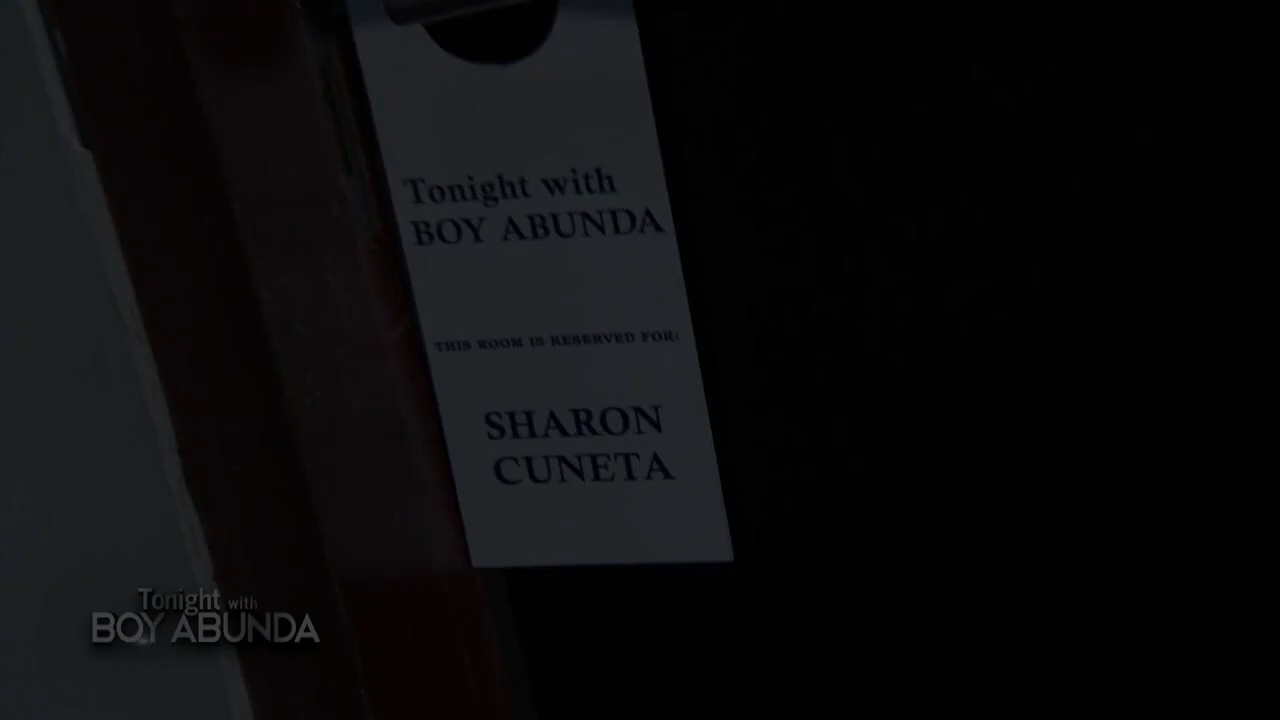 Tonight with
BOY ABUNDA
THIS ROOM IS RESERVED FOR:
SHARON
CUNETA
Tonight with
BOY ABUNDA